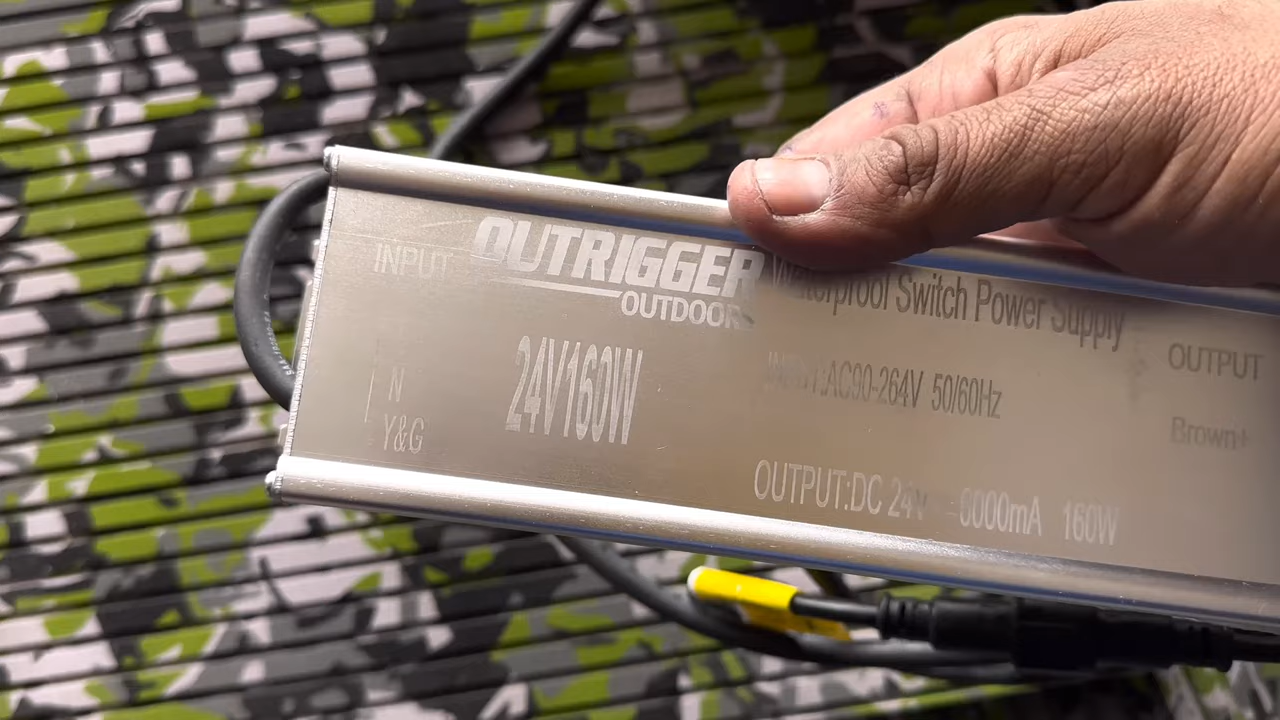 INPUT
OUTRIGGER
OUTDOOR
Waterproof Switch Power Supply
OUTPUT
N
Y&G
24V160W
INPUT:AC90-264V 50/60Hz
Brown+
OUTPUT:DC 24V 6000mA 160W